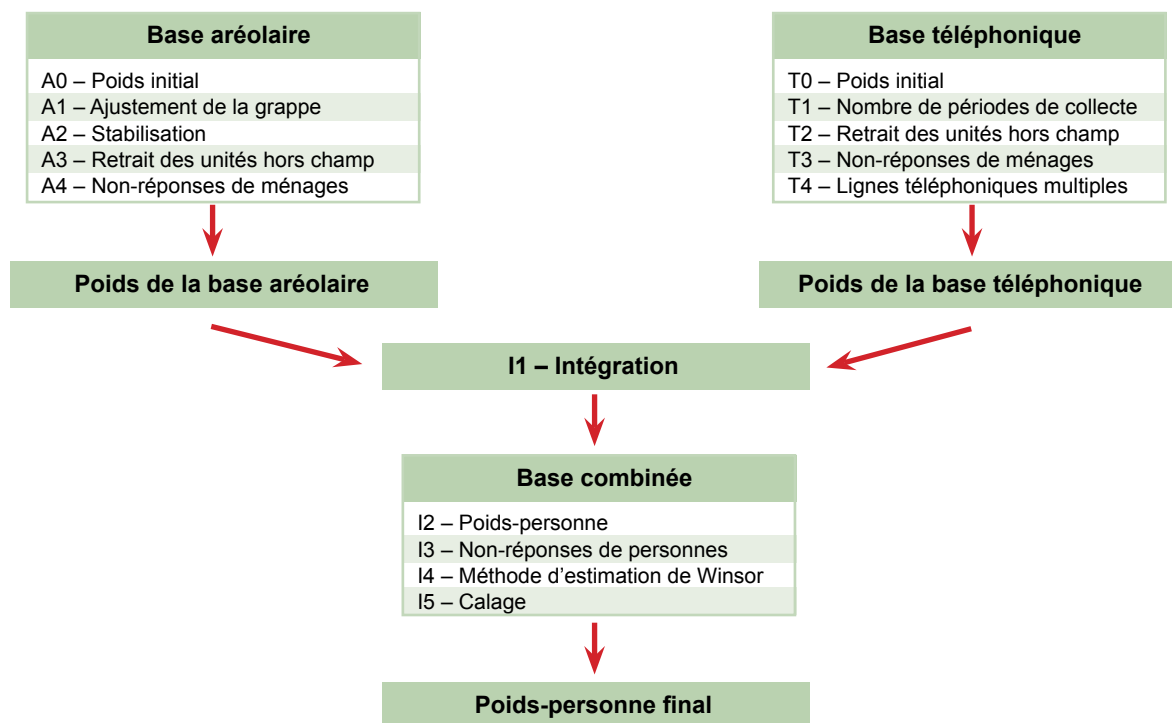 Base aréolaire
A0 – Poids initial
A1 – Ajustement de la grappe
A2 – Stabilisation
A3 – Retrait des unités hors champ
A4 – Non-réponses de ménages
Base téléphonique
T0 – Poids initial
T1 – Nombre de périodes de collecte
T2 – Retrait des unités hors champ
T3 – Non-réponses de ménages
T4 – Lignes téléphoniques multiples
Poids de la base aréolaire
Poids de la base téléphonique
I1 – Intégration
Base combinée
I2 – Poids-personne
I3 – Non-réponses de personnes
I4 – Méthode d’estimation de Winsor
I5 – Calage
Poids-personne final